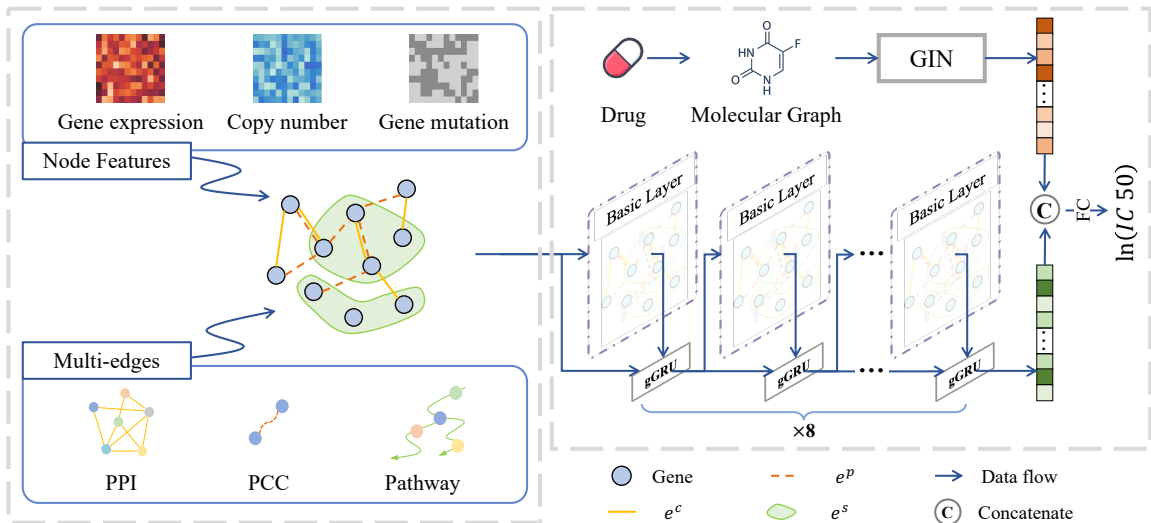 Gene expression
Copy number
Gene mutation
Node Features
Multi-edges
PPI
PCC
Pathway
Drug
O
HN
F
O
N
H
Molecular Graph
GIN
Basic Layer
Basic Layer
Basic Layer
gGRU
gGRU
gGRU
×8
C
FC
ln(IC 50)
Gene
e^p
Data flow
e^c
e^s
C
Concatenate